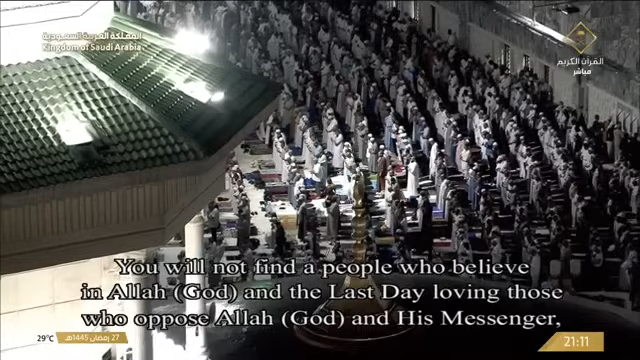 المملكة العربية السعودية
Kingdom of Saudi Arabia
القرآن الكريم
مباشر
You will not find a people who believe
in Allah (God) and the Last Day loving those
who oppose Allah (God) and His Messenger,
29°C
27 رمضان 1445هـ
21:11